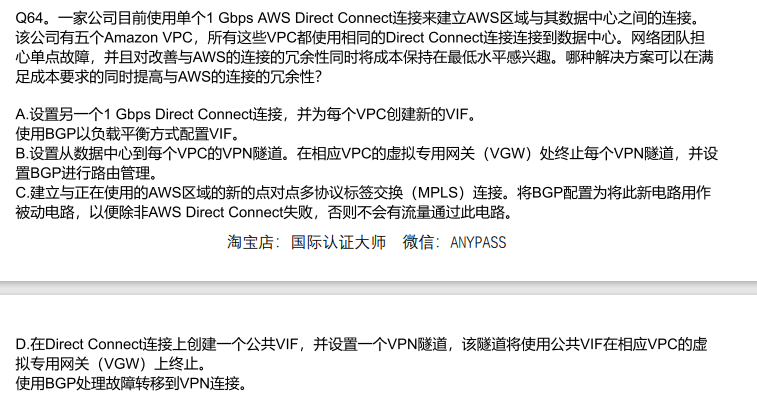 Q64。一家公司目前使用单个1 Gbps AWS Direct Connect连接来建立AWS区域与其数据中心之间的连接。
该公司有五个Amazon VPC，所有这些VPC都使用相同的Direct Connect连接连接到数据中心。网络团队担
心单点故障，并且对改善与AWS的连接的冗余性同时将成本保持在最低水平感兴趣。哪种解决方案可以在满
足成本要求的同时提高与AWS的连接的冗余性？
A.设置另一个1 Gbps Direct Connect连接，并为每个VPC创建新的VIF。
使用BGP以负载平衡方式配置VIF。
B.设置从数据中心到每个VPC的VPN隧道。在相应VPC的虚拟专用网关（VGW）处终止每个VPN隧道，并设
置BGP进行路由管理。
C.建立与正在使用的AWS区域的新的点对点多协议标签交换（MPLS）连接。将BGP配置为将此新电路用作
被动电路，以便除非AWS Direct Connect失败，否则不会有流量通过此电路。
淘宝店：国际认证大师 微信：ANYPASS
D.在Direct Connect连接上创建一个公共VIF，并设置一个VPN隧道，该隧道将使用公共VIF在相应VPC的虚
拟专用网关（VGW）上终止。
使用BGP处理故障转移到VPN连接。